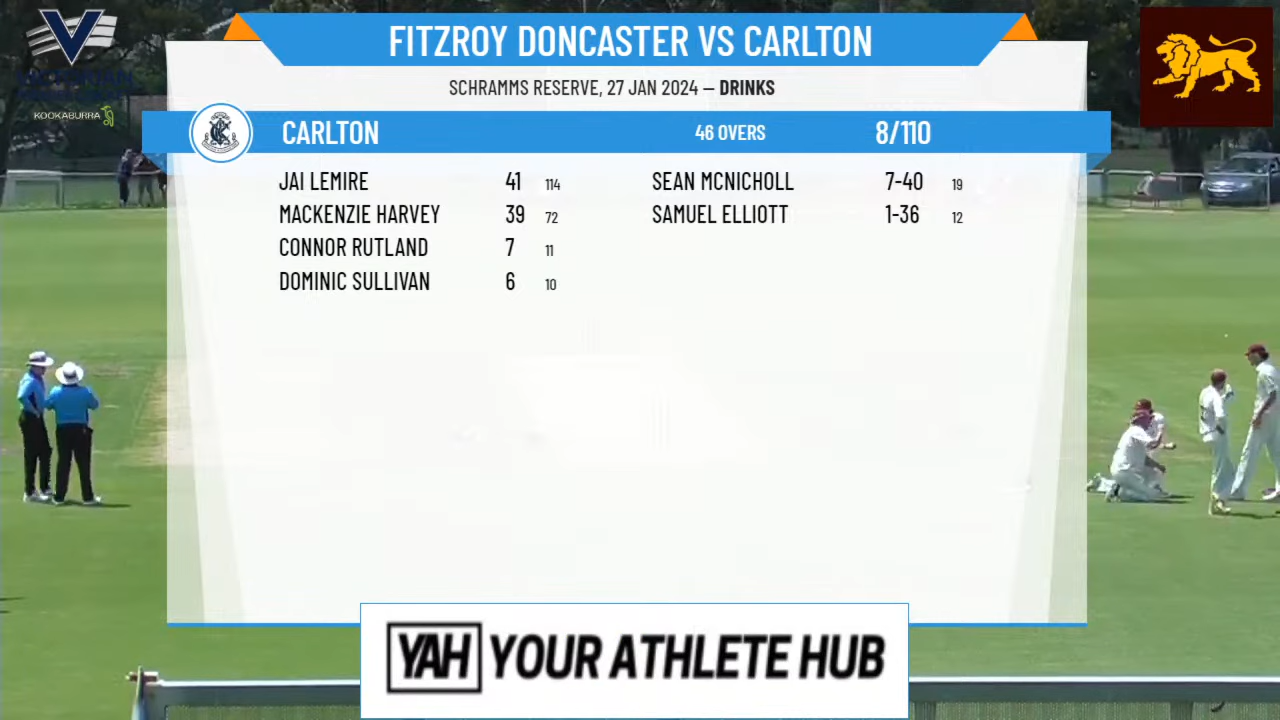 FITZROY DONCASTER VS CARLTON
SCHRAMMS RESERVE, 27 JAN 2024 – DRINKS
KOOKABURRA
CARLTON 46 OVERS 8/110
JAI LEMIRE 41 114 SEAN MCNICHOLL 7-40 19
MACKENZIE HARVEY 39 72 SAMUEL ELLIOTT 1-36 12
CONNOR RUTLAND 7 11
DOMINIC SULLIVAN 6 10
YAH YOUR ATHLETE HUB